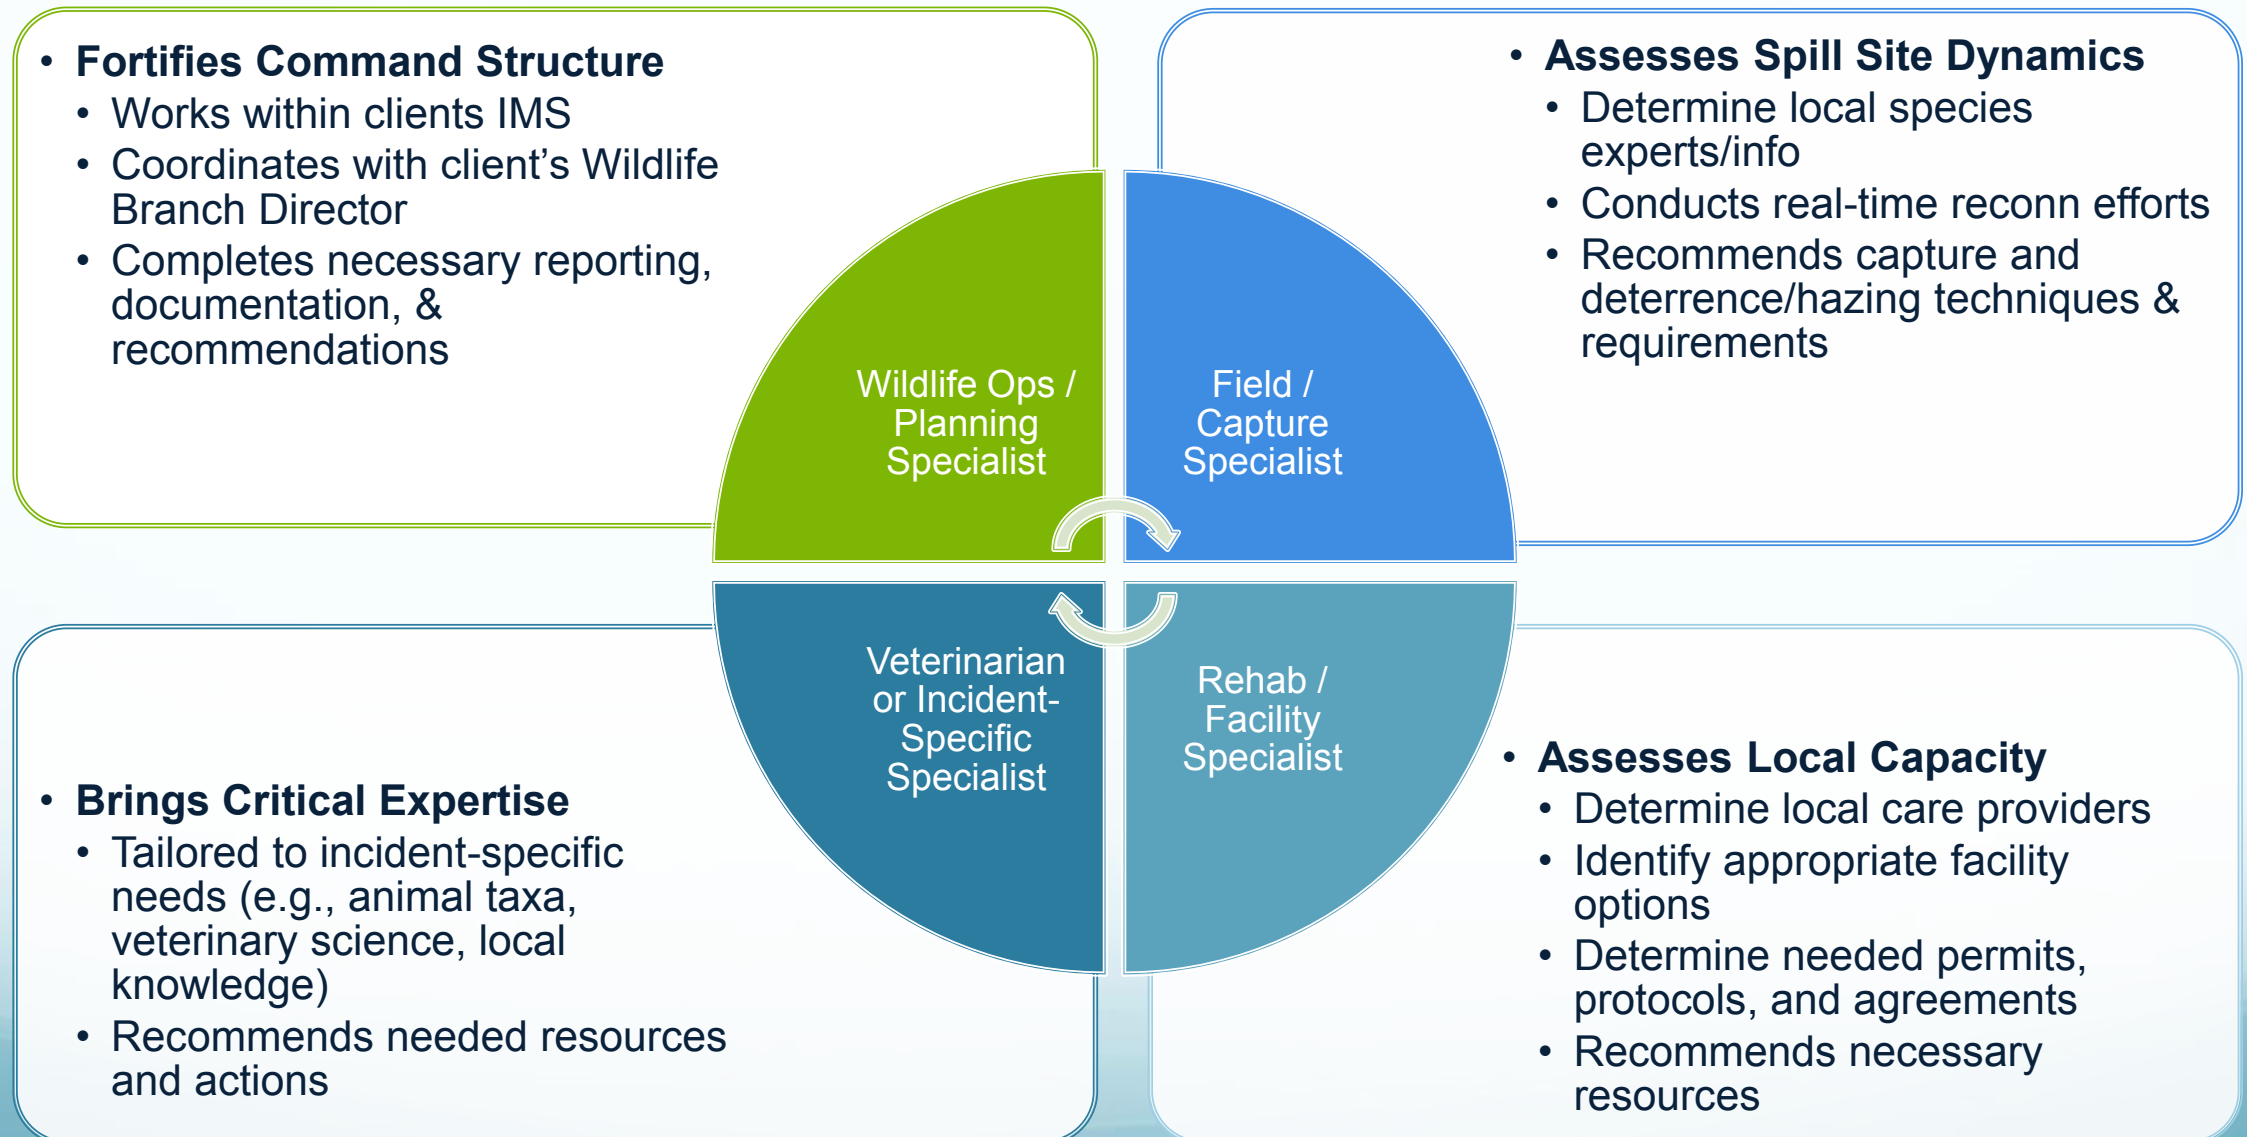 • Fortifies Command Structure
• Works within clients IMS
• Coordinates with client’s Wildlife
Branch Director
• Completes necessary reporting,
documentation, &
recommendations
• Assesses Spill Site Dynamics
• Determine local species
experts/info
• Conducts real-time reconn efforts
• Recommends capture and
deterrence/hazing techniques &
requirements
Wildlife Ops /
Planning
Specialist
Field /
Capture
Specialist
Veterinarian
or Incident-
Specific
Specialist
Rehab /
Facility
Specialist
• Brings Critical Expertise
• Tailored to incident-specific
needs (e.g., animal taxa,
veterinary science, local
knowledge)
• Recommends needed resources
and actions
• Assesses Local Capacity
• Determine local care providers
• Identify appropriate facility
options
• Determine needed permits,
protocols, and agreements
• Recommends necessary
resources